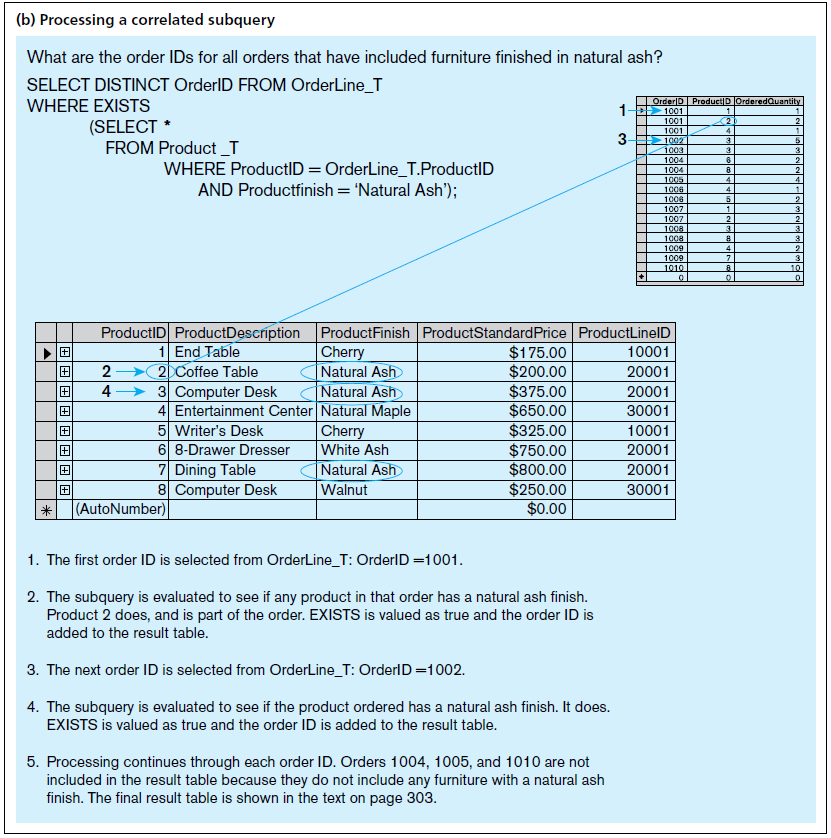 (b) Processing a correlated subquery
What are the order IDs for all orders that have included furniture finished in natural ash?
SELECT DISTINCT OrderID FROM OrderLine_T
WHERE EXISTS
(SELECT *
FROM Product _T
WHERE ProductID = OrderLine_T.ProductID
AND Productfinish = ‘Natural Ash’);
1
3
OrderID ProductID OrderedQuantity
1001 1 1
1001 2 2
1001 4 1
1002 3 5
1003 3 3
1004 6 2
1004 8 2
1005 4 4
1006 4 1
1006 5 2
1007 1 3
1007 2 2
1008 3 3
1008 8 3
1009 4 2
1009 7 3
1010 8 10
* 0 0 0
ProductID ProductDescription ProductFinish ProductStandardPrice ProductLineID
1 End Table Cherry $175.00 10001
2 2 Coffee Table Natural Ash $200.00 20001
4 3 Computer Desk Natural Ash $375.00 20001
4 Entertainment Center Natural Maple $650.00 30001
5 Writer's Desk Cherry $325.00 10001
6 8-Drawer Dresser White Ash $750.00 20001
7 Dining Table Natural Ash $800.00 20001
8 Computer Desk Walnut $250.00 30001
* (AutoNumber) $0.00
1. The first order ID is selected from OrderLine_T: OrderID =1001.
2. The subquery is evaluated to see if any product in that order has a natural ash finish.
Product 2 does, and is part of the order. EXISTS is valued as true and the order ID is
added to the result table.
3. The next order ID is selected from OrderLine_T: OrderID =1002.
4. The subquery is evaluated to see if the product ordered has a natural ash finish. It does.
EXISTS is valued as true and the order ID is added to the result table.
5. Processing continues through each order ID. Orders 1004, 1005, and 1010 are not
included in the result table because they do not include any furniture with a natural ash
finish. The final result table is shown in the text on page 303.